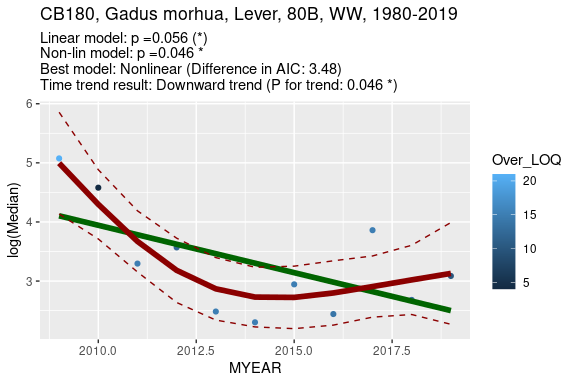 CB180, Gadus morhua, Lever, 80B, WW, 1980-2019
Linear model: p =0.056 (*)
Non-lin model: p =0.046 *
Best model: Nonlinear (Difference in AIC: 3.48)
Time trend result: Downward trend (P for trend: 0.046 *)
6
5
4
3
log(Median)
2010.0 2012.5 2015.0 2017.5
MYEAR
Over_LOQ
20
15
10
5